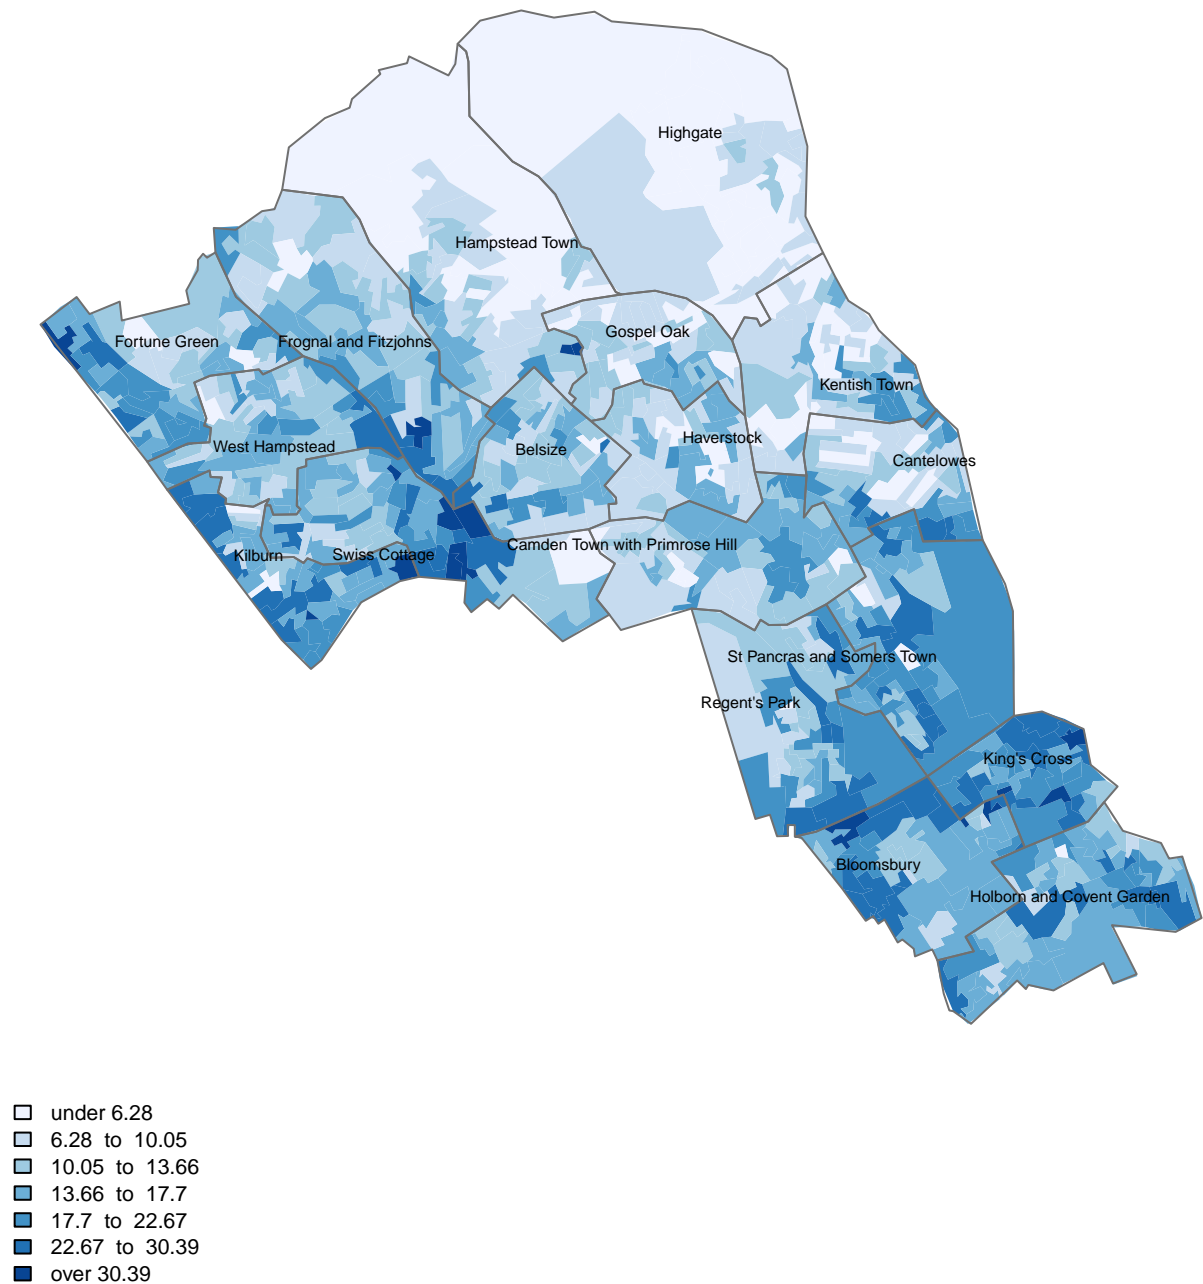 Highgate
Hampstead Town
Gospel Oak
Fortune Green
Frognal and Fitzjohns
Kentish Town
Haverstock
West Hampstead
Belsize
Cantelowes
Camden Town with Primrose Hill
Kilburn
Swiss Cottage
St Pancras and Somers Town
Regent's Park
King's Cross
Bloomsbury
Holborn and Covent Garden
under 6.28
6.28 to 10.05
10.05 to 13.66
13.66 to 17.7
17.7 to 22.67
22.67 to 30.39
over 30.39